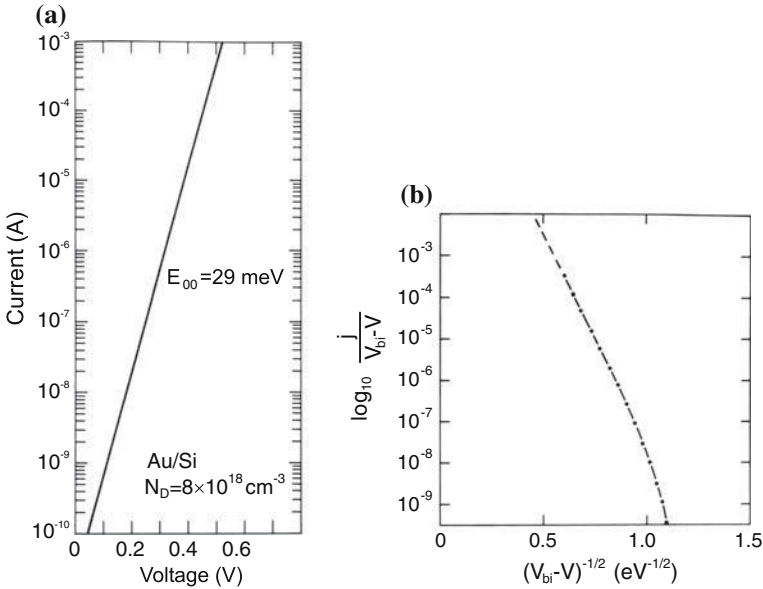 (a)
10⁻³
10⁻⁴
10⁻⁵
10⁻⁶
10⁻⁷
10⁻⁸
10⁻⁹
10⁻¹⁰
Current (A)
E₀₀=29 meV
Au/Si
N_D=8×10¹⁸cm⁻³
0 0.2 0.4 0.6
Voltage (V)
(b)
10⁻³
10⁻⁴
10⁻⁵
10⁻⁶
10⁻⁷
10⁻⁸
10⁻⁹
log₁₀ j / V_bi-V
0 0.5 1.0 1.5
(V_bi-V)⁻¹/² (eV⁻¹/²)